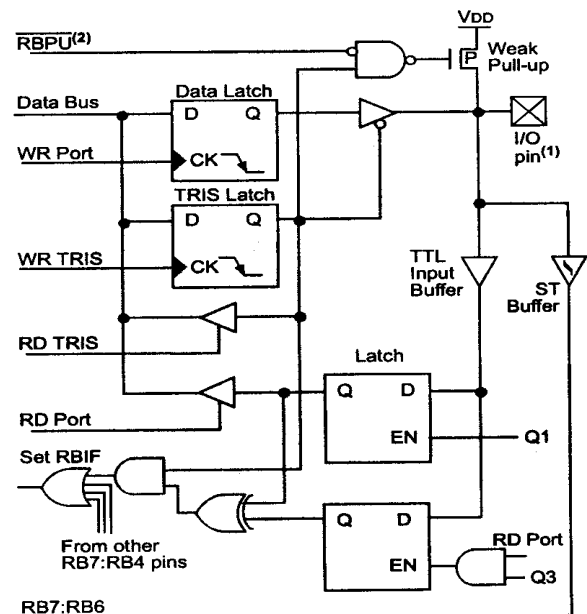 VDD
RBPU(2)
Weak
Pull-up
P
Data Bus
Data Latch
D Q
I/O
pin(1)
WR Port
CK
TRIS Latch
D Q
WR TRIS
CK
TTL
Input
Buffer
ST
Buffer
RD TRIS
Latch
Q D
RD Port
EN
Q1
Set RBIF
Q D
RD Port
EN
Q3
From other
RB7:RB4 pins
RB7:RB6